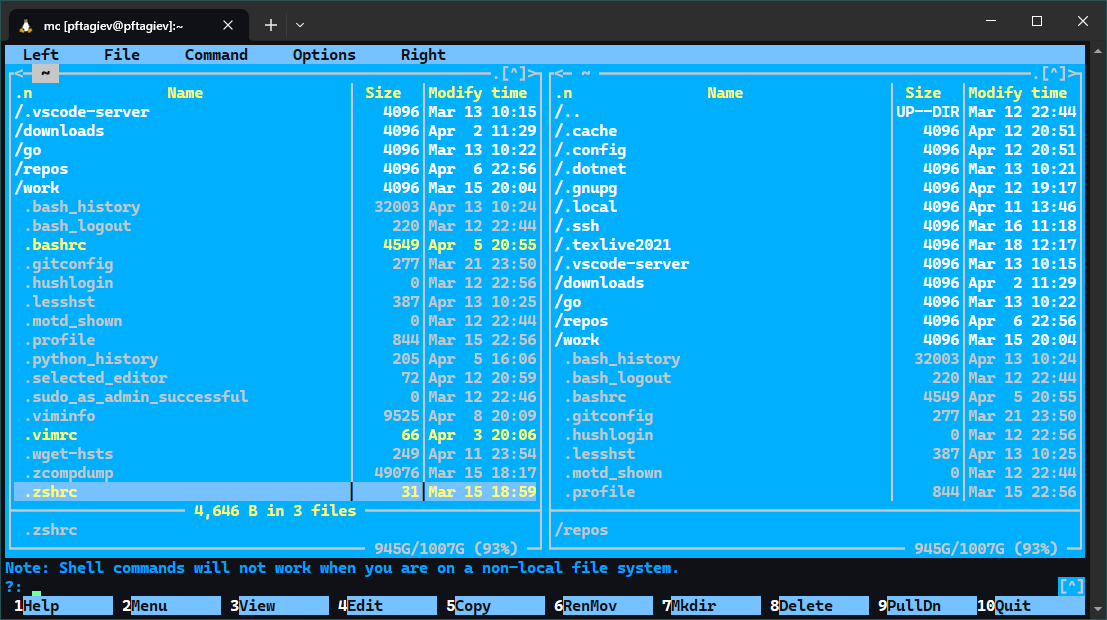 mc [pftagiev@pftagiev]:~
Left File Command Options Right
<─ ~ ─.[^]> <─ ~ ─.[^]>
.n Name Size Modify time .n Name Size Modify time
/.vscode-server 4096 Mar 13 10:15 /.. UP--DIR Mar 12 22:44
/downloads 4096 Apr 2 11:29 /.cache 4096 Apr 12 20:51
/go 4096 Mar 13 10:22 /.config 4096 Apr 12 20:51
/repos 4096 Apr 6 22:56 /.dotnet 4096 Mar 13 10:21
/work 4096 Mar 15 20:04 /.gnupg 4096 Apr 12 19:17
.bash_history 32003 Apr 13 10:24 /.local 4096 Apr 11 13:46
.bash_logout 220 Mar 12 22:44 /.ssh 4096 Mar 16 11:18
.bashrc 4549 Apr 5 20:55 /.texlive2021 4096 Mar 18 12:17
.gitconfig 277 Mar 21 23:50 /.vscode-server 4096 Mar 13 10:15
.hushlogin 0 Mar 12 22:56 /downloads 4096 Apr 2 11:29
.lesshst 387 Apr 13 10:25 /go 4096 Mar 13 10:22
.motd_shown 0 Mar 12 22:44 /repos 4096 Apr 6 22:56
.profile 844 Mar 15 22:56 /work 4096 Mar 15 20:04
.python_history 205 Apr 5 16:06 .bash_history 32003 Apr 13 10:24
.selected_editor 72 Apr 12 20:59 .bash_logout 220 Mar 12 22:44
.sudo_as_admin_successful 0 Mar 12 22:46 .bashrc 4549 Apr 5 20:55
.viminfo 9525 Apr 8 20:09 .gitconfig 277 Mar 21 23:50
.vimrc 66 Apr 3 20:06 .hushlogin 0 Mar 12 22:56
.wget-hsts 249 Apr 11 23:54 .lesshst 387 Apr 13 10:25
.zcompdump 49076 Mar 15 18:17 .motd_shown 0 Mar 12 22:44
.zshrc 31 Mar 15 18:59 .profile 844 Mar 15 22:56
4,646 B in 3 files
.zshrc /repos
945G/1007G (93%) 945G/1007G (93%)
Note: Shell commands will not work when you are on a non-local file system.
?: [^]
1Help 2Menu 3View 4Edit 5Copy 6RenMov 7Mkdir 8Delete 9PullDn 10Quit